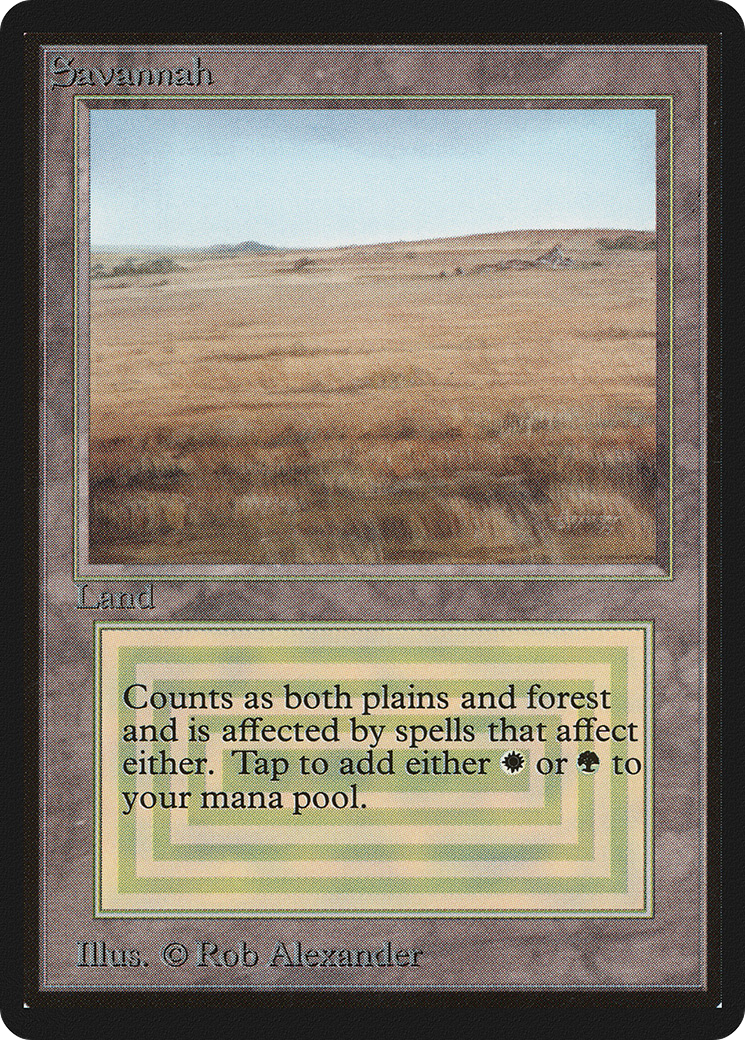 Savannah
Land
Counts as both plains and forest
and is affected by spells that affect
either. Tap to add either or to
your mana pool.
Illus. © Rob Alexander